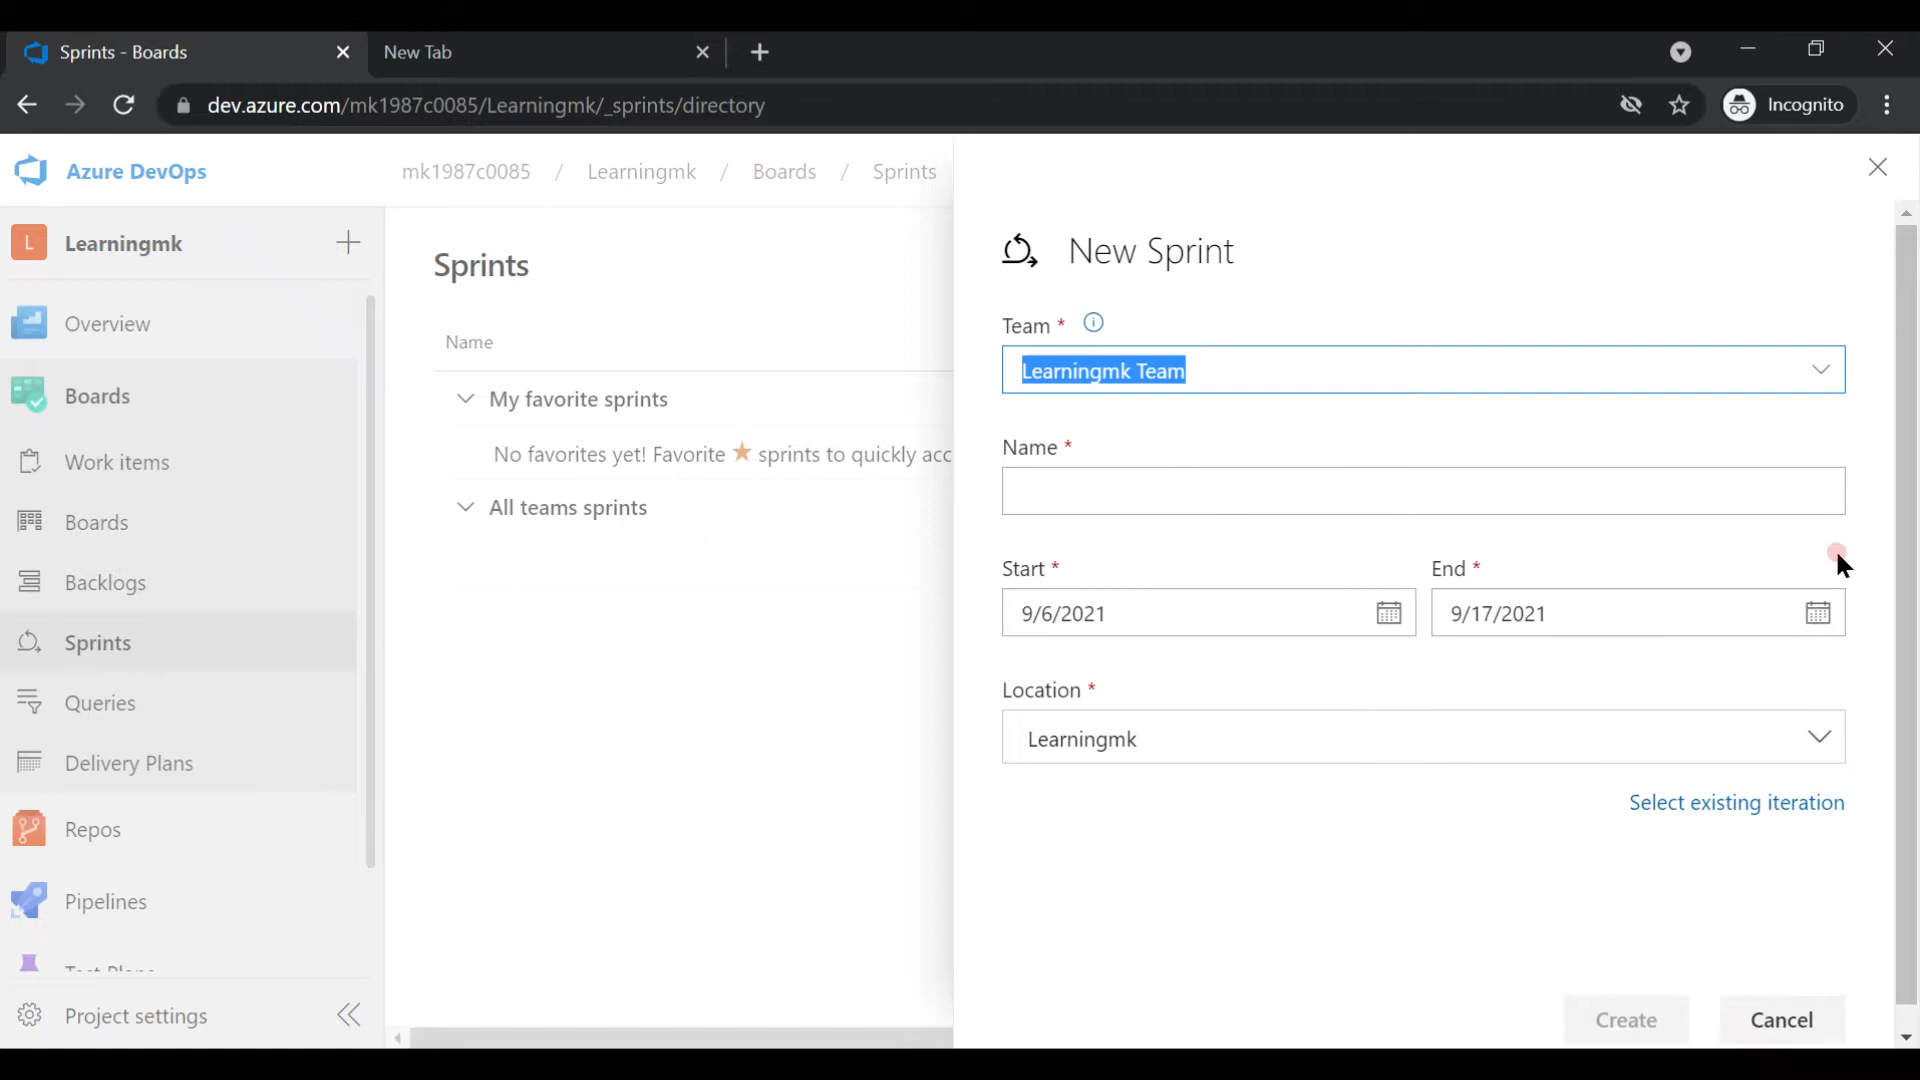 Sprints - Boards
New Tab
dev.azure.com/mk1987c0085/Learningmk/_sprints/directory
Incognito
Azure DevOps
mk1987c0085 / Learningmk / Boards / Sprints
L Learningmk
Overview
Boards
Work items
Boards
Backlogs
Sprints
Queries
Delivery Plans
Repos
Pipelines
Test Plans
Project settings
Sprints
Name
My favorite sprints
No favorites yet! Favorite ★ sprints to quickly acc
All teams sprints
New Sprint
Team *
Learningmk Team
Name *
Start *
End *
9/6/2021
9/17/2021
Location *
Learningmk
Select existing iteration
Create
Cancel